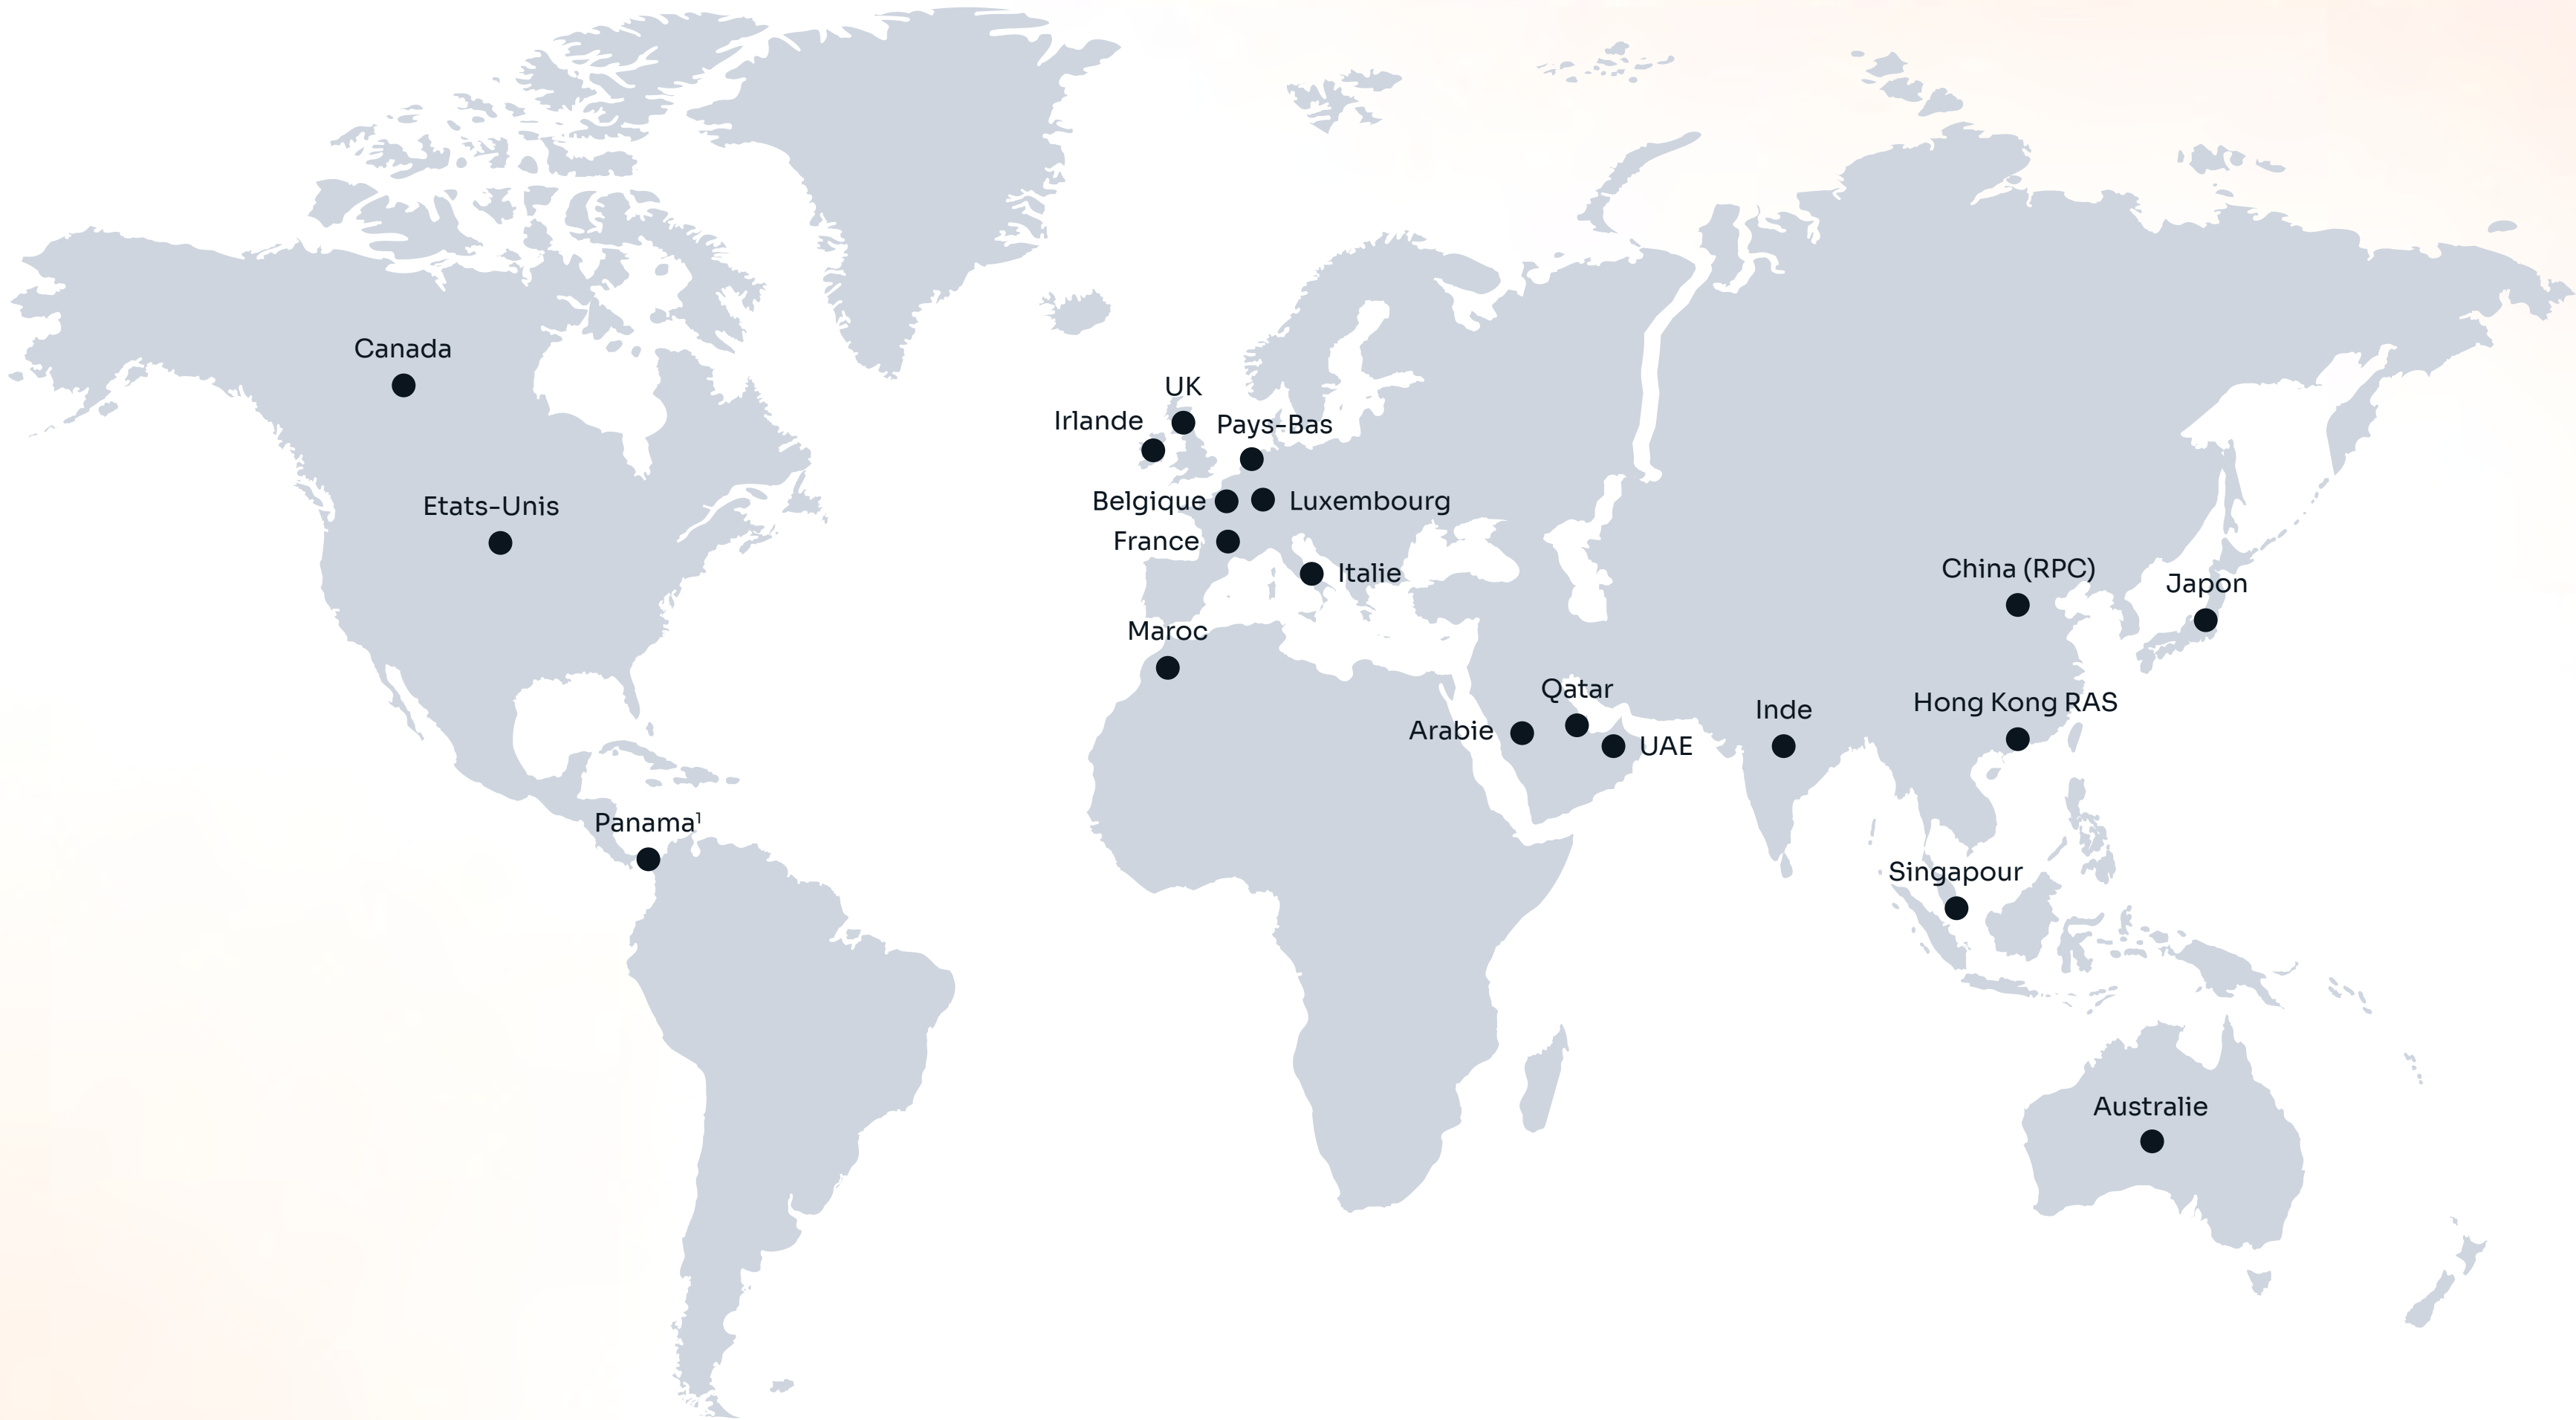 Canada
UK
Irlande
Pays-Bas
Belgique
Luxembourg
Etats-Unis
France
Italie
China (RPC)
Japon
Maroc
Qatar
Hong Kong RAS
Inde
Arabie
UAE
Panama¹
Singapour
Australie